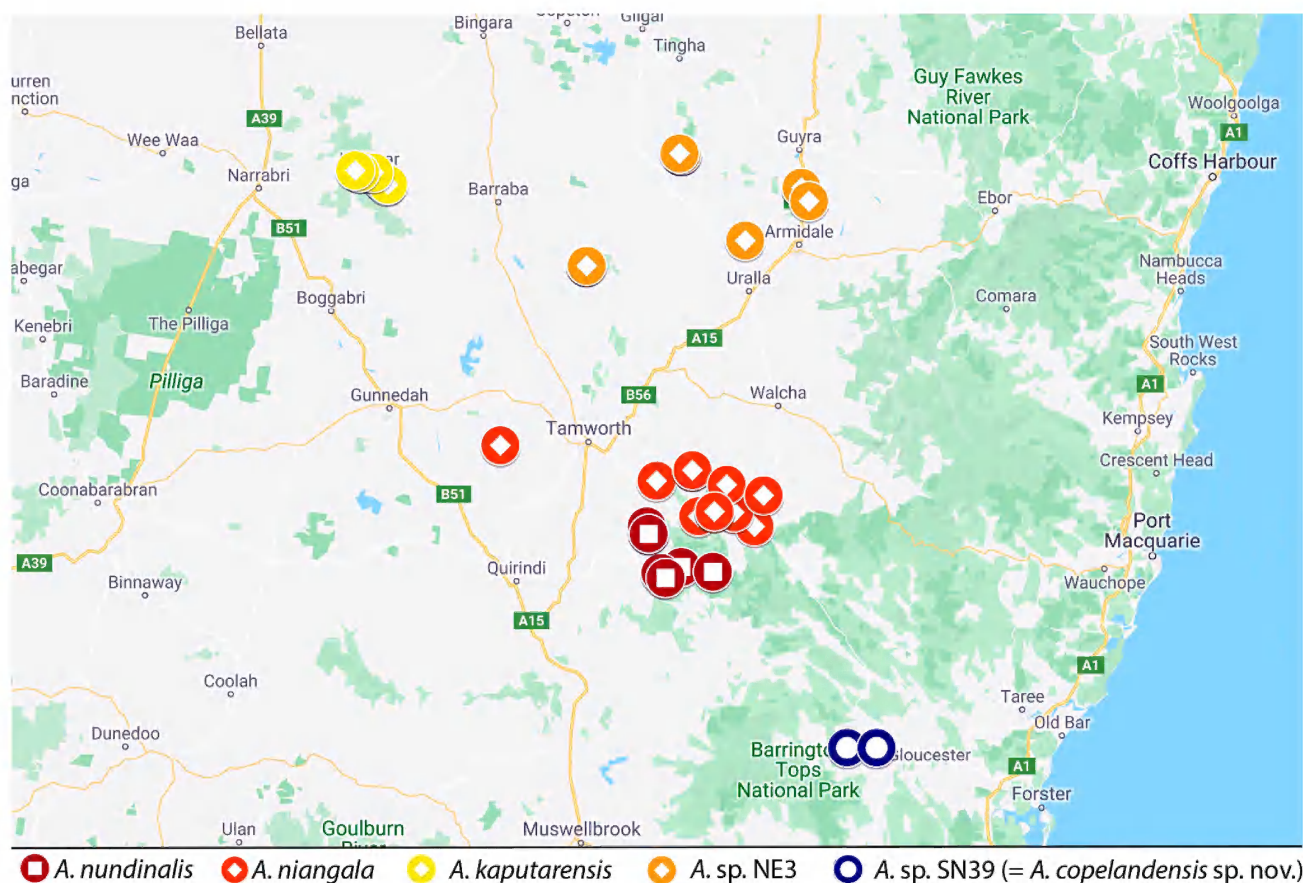 Bingara
Gilgal
Bellata
Tingha
urren
nction
Guy Fawkes
River
National Park
Woolgoolga
A39
A1
Wee Waa
Guyra
Coffs Harbour
Narrabri
ga
Barraba
Ebor
B51
Armidale
Nambucca
Heads
abegar
Uralla
Boggabri
Comara
The Pilliga
Kenebri
A15
South West
Rocks
Baradine
Pilliga
A1
Gunnedah
B56
Walcha
Kempsey
Tamworth
Crescent Head
Coonabarabran
B51
Port
Macquarie
A39
Binnaway
Quirindi
Wauchope
A15
A1
Coolah
Taree
Old Bar
Dunedoo
Barringto
Tops
National Park
Gloucester
A1
Forster
Ulan
Goulburn
Muswellbrook
A. nundinalis A. niangala A. kaputarensis A. sp. NE3 A. sp. SN39 (= A. copelandensis sp. nov.)